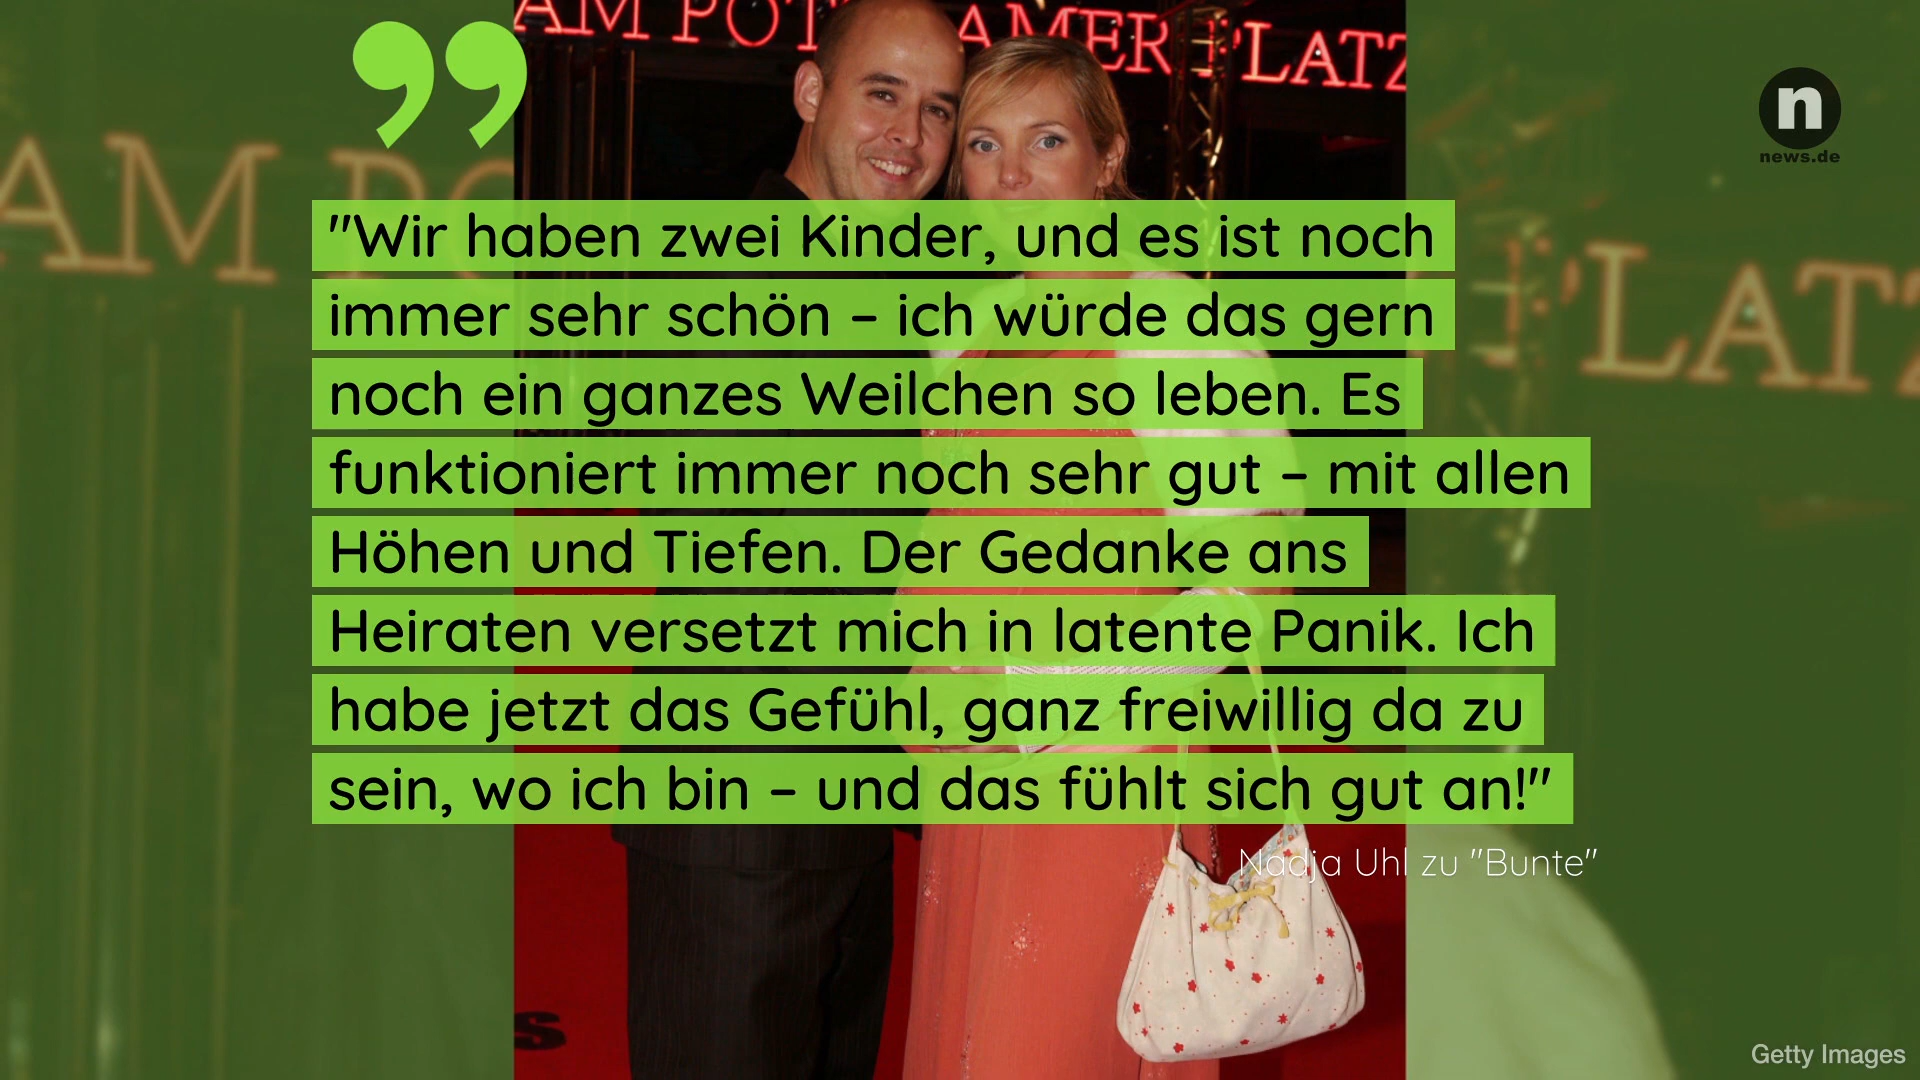 AM POT AMER PLATZ
n
news.de
"Wir haben zwei Kinder, und es ist noch
immer sehr schön – ich würde das gern
noch ein ganzes Weilchen so leben. Es
funktioniert immer noch sehr gut – mit allen
Höhen und Tiefen. Der Gedanke ans
Heiraten versetzt mich in latente Panik. Ich
habe jetzt das Gefühl, ganz freiwillig da zu
sein, wo ich bin – und das fühlt sich gut an!"
Nadja Uhl zu "Bunte"
Getty Images